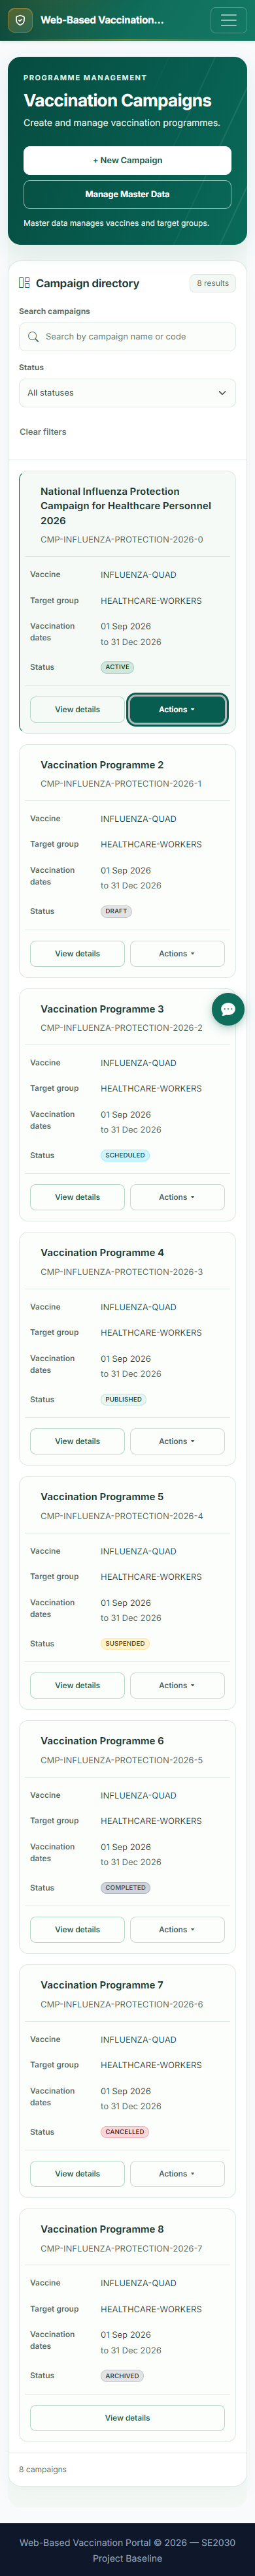 Web-Based Vaccination...
PROGRAMME MANAGEMENT
Vaccination Campaigns
Create and manage vaccination programmes.
+ New Campaign
Manage Master Data
Master data manages vaccines and target groups.
Campaign directory
8 results
Search campaigns
Search by campaign name or code
Status
All statuses
Clear filters
National Influenza Protection
Campaign for Healthcare Personnel
2026
CMP-INFLUENZA-PROTECTION-2026-0
Vaccine INFLUENZA-QUAD
Target group HEALTHCARE-WORKERS
Vaccination dates 01 Sep 2026
to 31 Dec 2026
Status ACTIVE
View details Actions
Vaccination Programme 2
CMP-INFLUENZA-PROTECTION-2026-1
Vaccine INFLUENZA-QUAD
Target group HEALTHCARE-WORKERS
Vaccination dates 01 Sep 2026
to 31 Dec 2026
Status DRAFT
View details Actions
Vaccination Programme 3
CMP-INFLUENZA-PROTECTION-2026-2
Vaccine INFLUENZA-QUAD
Target group HEALTHCARE-WORKERS
Vaccination dates 01 Sep 2026
to 31 Dec 2026
Status SCHEDULED
View details Actions
Vaccination Programme 4
CMP-INFLUENZA-PROTECTION-2026-3
Vaccine INFLUENZA-QUAD
Target group HEALTHCARE-WORKERS
Vaccination dates 01 Sep 2026
to 31 Dec 2026
Status PUBLISHED
View details Actions
Vaccination Programme 5
CMP-INFLUENZA-PROTECTION-2026-4
Vaccine INFLUENZA-QUAD
Target group HEALTHCARE-WORKERS
Vaccination dates 01 Sep 2026
to 31 Dec 2026
Status SUSPENDED
View details Actions
Vaccination Programme 6
CMP-INFLUENZA-PROTECTION-2026-5
Vaccine INFLUENZA-QUAD
Target group HEALTHCARE-WORKERS
Vaccination dates 01 Sep 2026
to 31 Dec 2026
Status COMPLETED
View details Actions
Vaccination Programme 7
CMP-INFLUENZA-PROTECTION-2026-6
Vaccine INFLUENZA-QUAD
Target group HEALTHCARE-WORKERS
Vaccination dates 01 Sep 2026
to 31 Dec 2026
Status CANCELLED
View details Actions
Vaccination Programme 8
CMP-INFLUENZA-PROTECTION-2026-7
Vaccine INFLUENZA-QUAD
Target group HEALTHCARE-WORKERS
Vaccination dates 01 Sep 2026
to 31 Dec 2026
Status ARCHIVED
View details
8 campaigns
Web-Based Vaccination Portal © 2026 — SE2030
Project Baseline